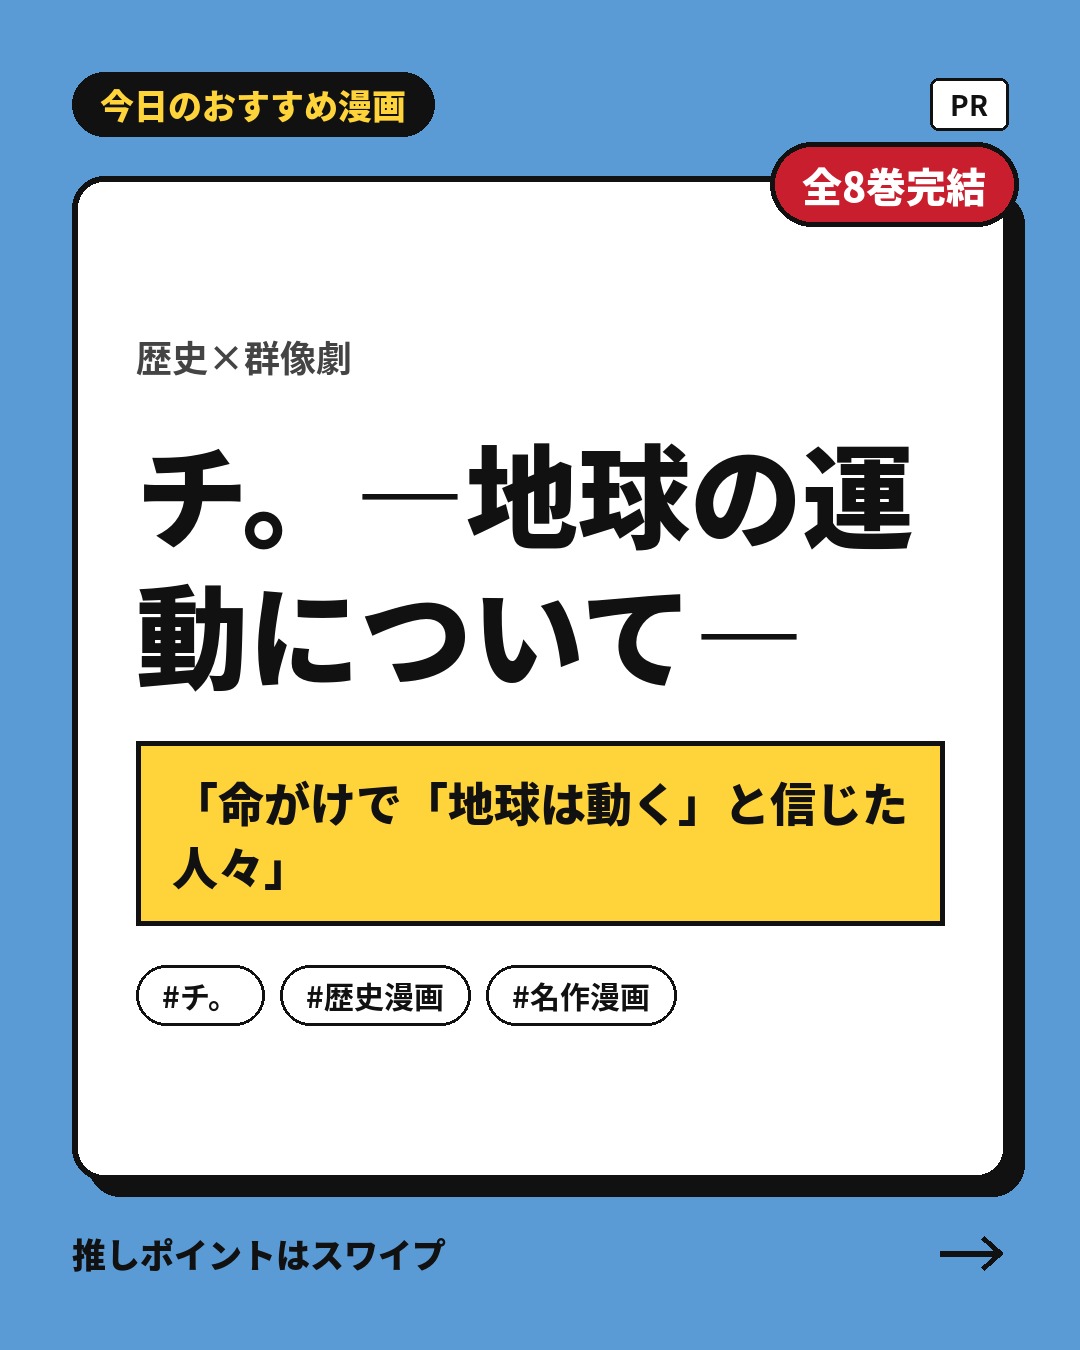 今日のおすすめ漫画
PR
全8巻完結
歴史×群像劇
チ。―地球の運
動について―
「命がけで「地球は動く」と信じた
人々」
#チ。
#歴史漫画
#名作漫画
推しポイントはスワイプ
→